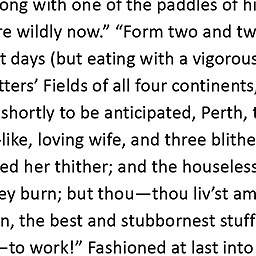 ong with one of the paddles of hi
re wildly now.” “Form two and tw
t days (but eating with a vigorous
tters’ Fields of all four continents,
shortly to be anticipated, Perth, t
-like, loving wife, and three blithe
ed her thither; and the houseless
ey burn; but thou—thou liv’st am
n, the best and stubbornest stuff
—to work!” Fashioned at last into